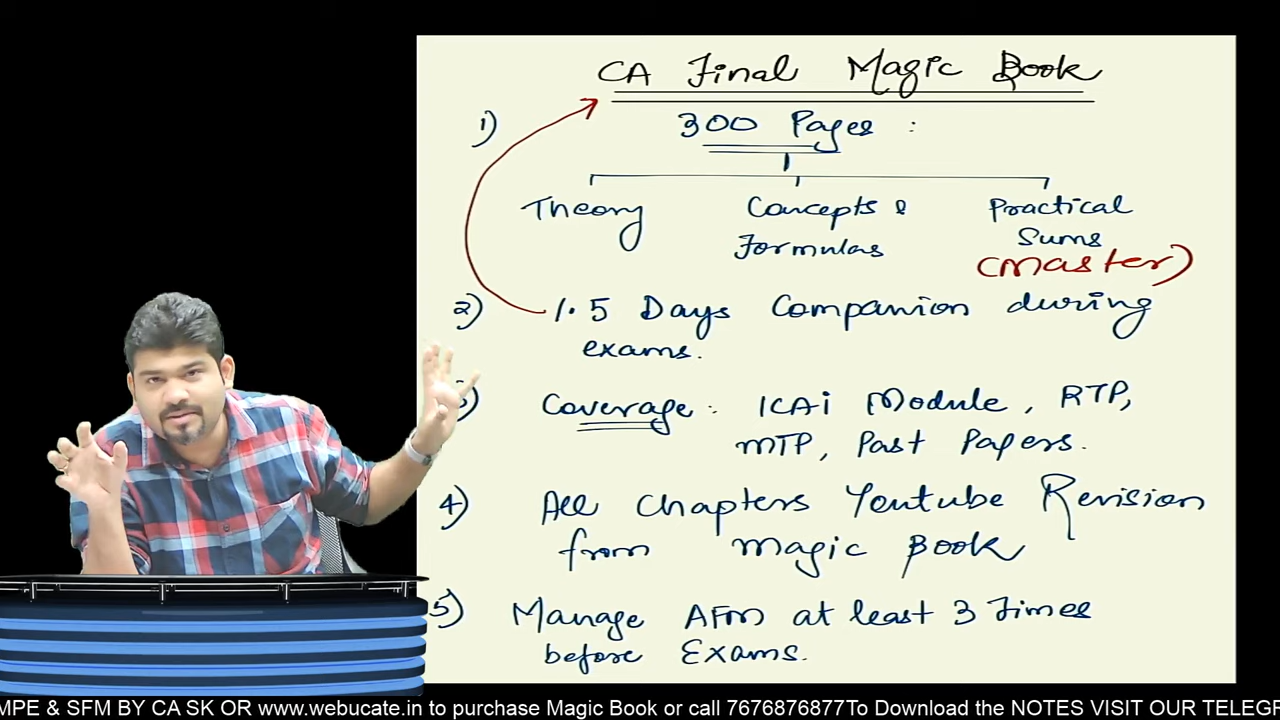 CA Final Magic Book
1) 300 Pages :
Theory Concepts & Practical
Formulas Sums
(Master)
2) 1.5 Days Companion during
exams.
3) Coverage : ICAi Module, RTP,
MTP, Past Papers.
4) All Chapters Youtube Revision
from Magic Book
5) Manage AFM at least 3 Times
before Exams.
MPE & SFM BY CA SK OR www.webucate.in to purchase Magic Book or call 7676876877To Download the NOTES VISIT OUR TELEGR